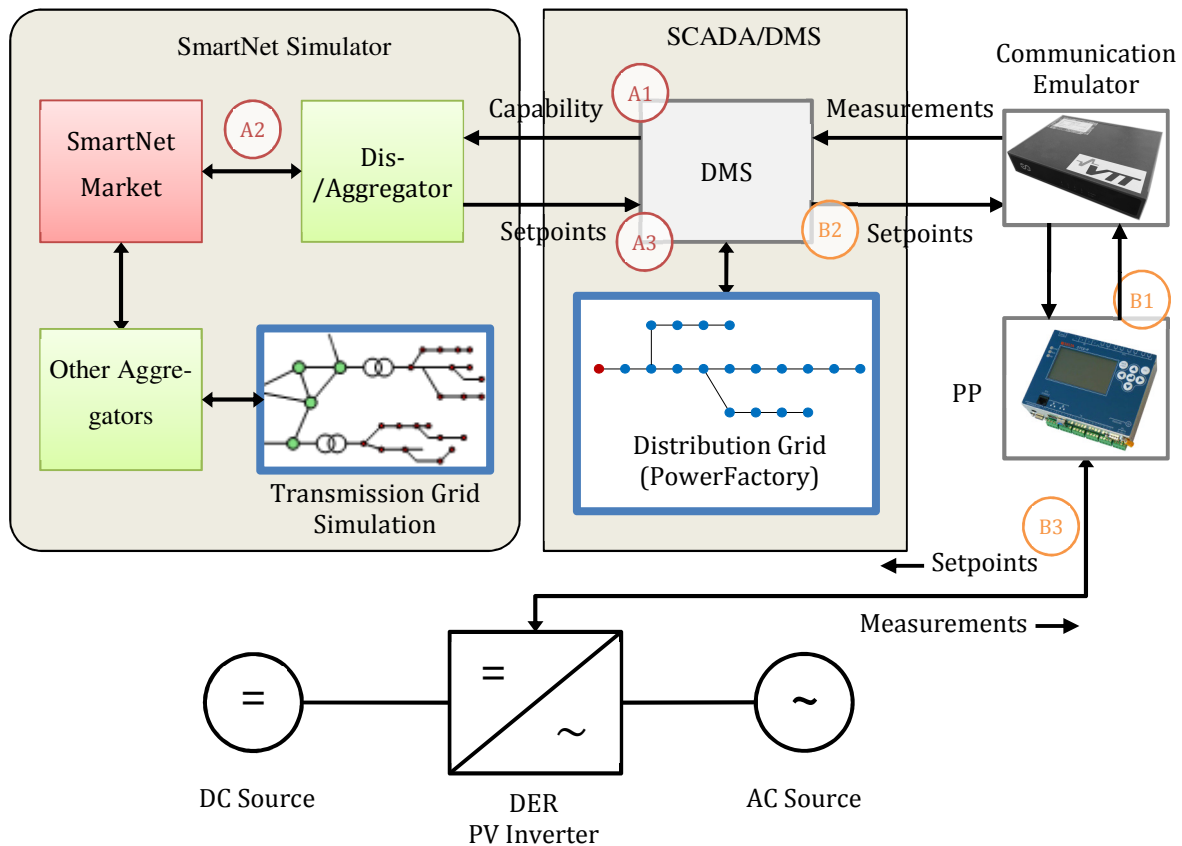 SmartNet Simulator
SmartNet
Market
A2
Dis-
/Aggregator
Capability
Setpoints
Other Aggre-
gators
Transmission Grid
Simulation
SCADA/DMS
A1
DMS
A3
B2
Distribution Grid
(PowerFactory)
Communication
Emulator
Measurements
VTT
Setpoints
B1
PP
B3
Setpoints
Measurements
=
=
~
~
DC Source
DER
PV Inverter
AC Source